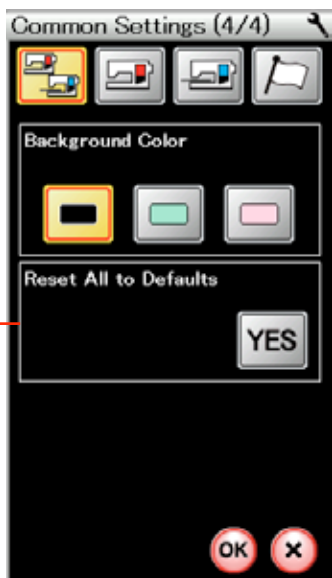 Common Settings (4/4)
Background Color
Reset All to Defaults
YES
OK